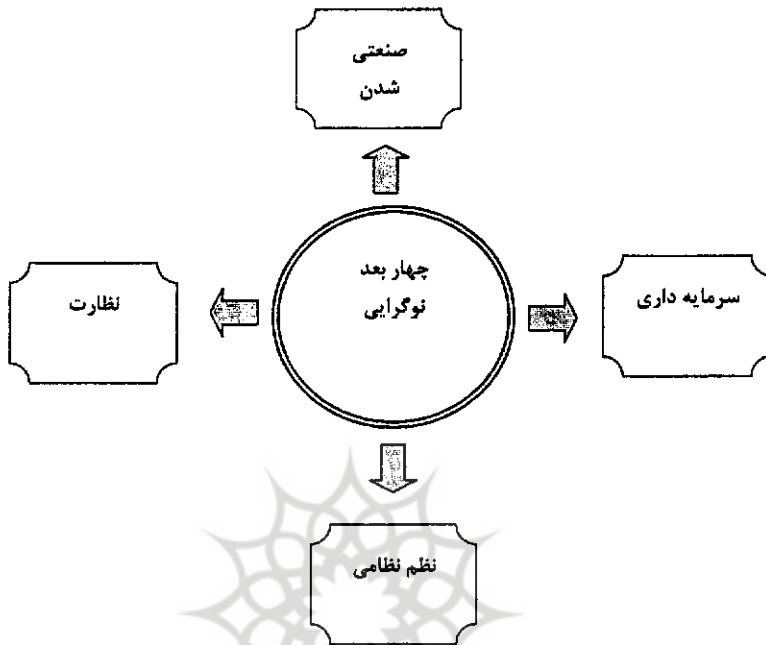 صنعتی
شدن
چهار بعد
نوگرایی
سرمایه داری
نظارت
نظم نظامی